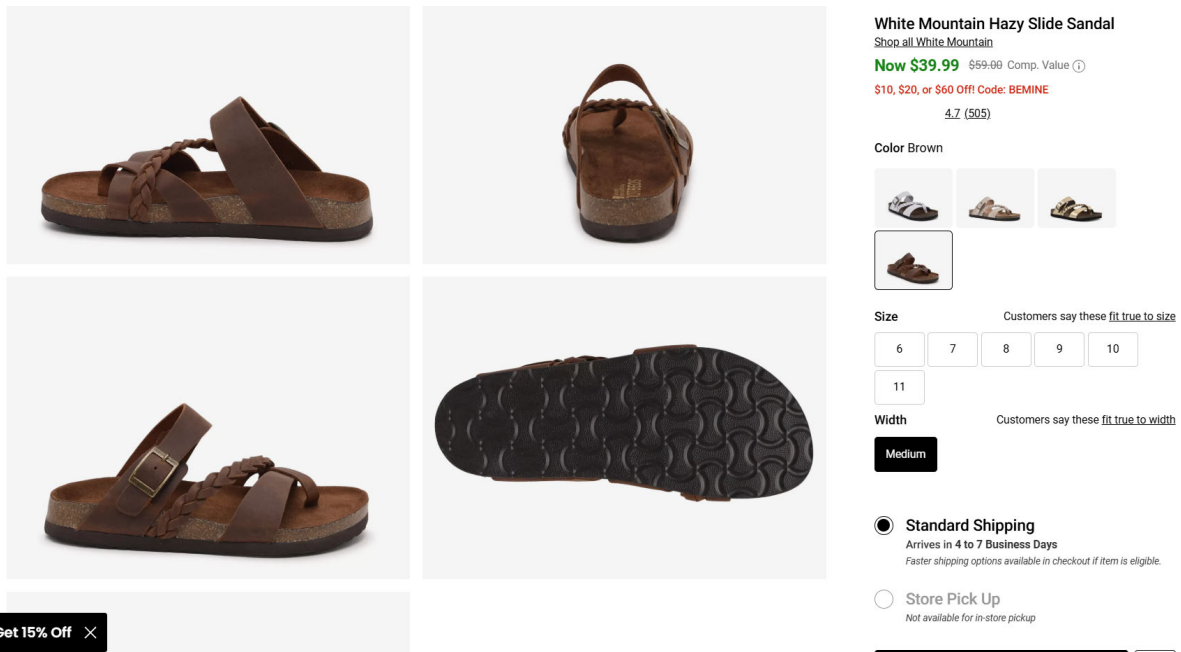 White Mountain Hazy Slide Sandal
Shop all White Mountain
Now $39.99 $59.00 Comp. Value
$10, $20, or $60 Off! Code: BEMINE
4.7 (505)
Color Brown
Size Customers say these fit true to size
6 7 8 9 10
11
Width Customers say these fit true to width
Medium
Standard Shipping
Arrives in 4 to 7 Business Days
Faster shipping options available in checkout if item is eligible.
Store Pick Up
Not available for in-store pickup
Get 15% Off